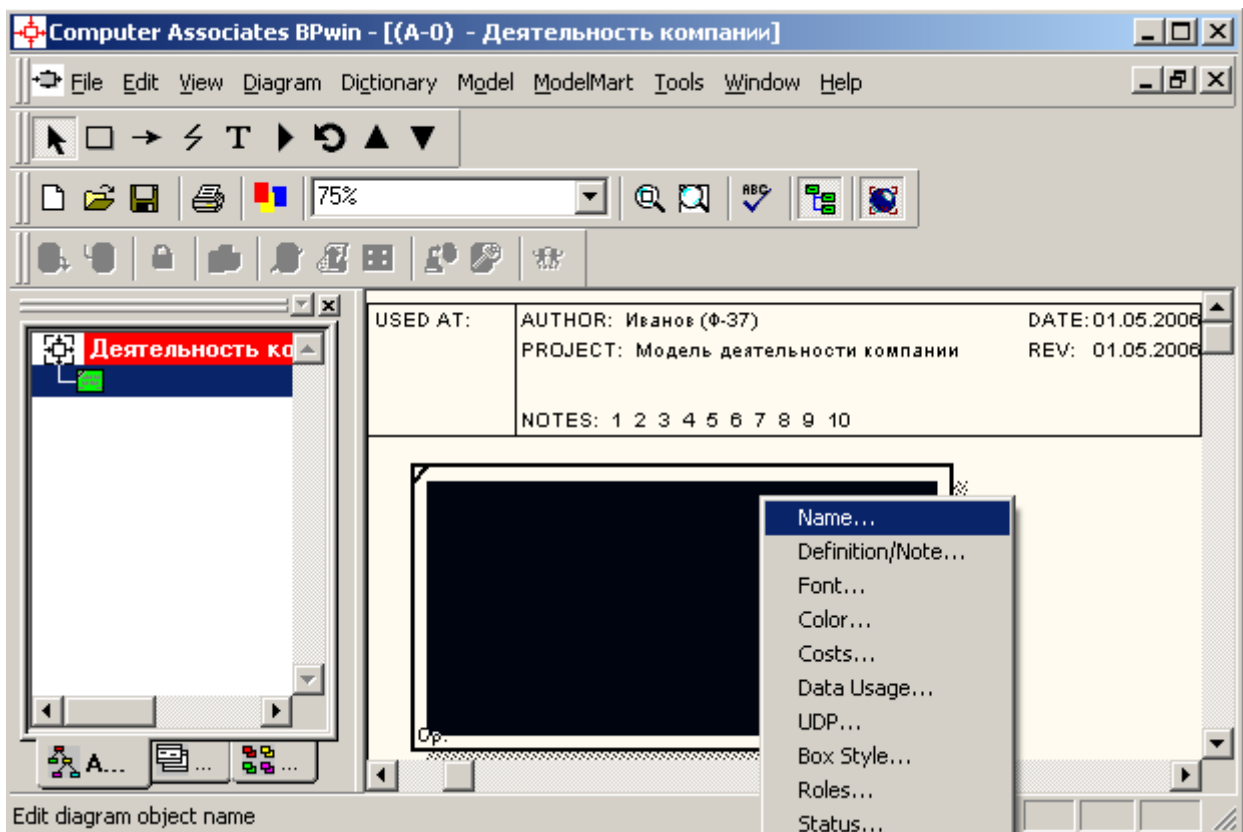 Computer Associates BPwin - [(A-0) - Деятельность компании]
File Edit View Diagram Dictionary Model ModelMart Tools Window Help
T
75%
ABC
Деятельность ко
USED AT:
AUTHOR: Иванов (Ф-37)
DATE: 01.05.2006
PROJECT: Модель деятельности компании
REV: 01.05.2006
NOTES: 1 2 3 4 5 6 7 8 9 10
0р.
Name...
Definition/Note...
Font...
Color...
Costs...
Data Usage...
UDP...
Box Style...
Roles...
Status...
A... ... ...
Edit diagram object name